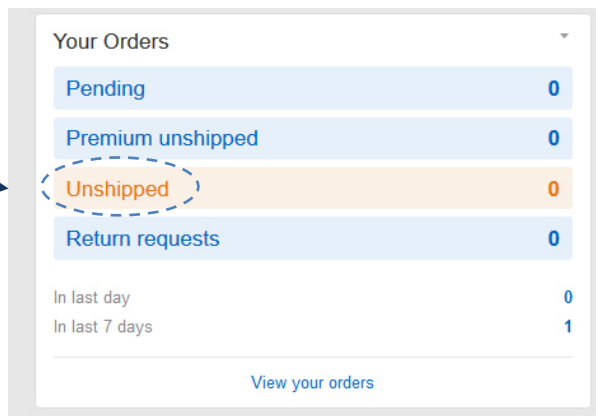 Your Orders
Pending 0
Premium unshipped 0
Unshipped 0
Return requests 0
In last day 0
In last 7 days 1
View your orders